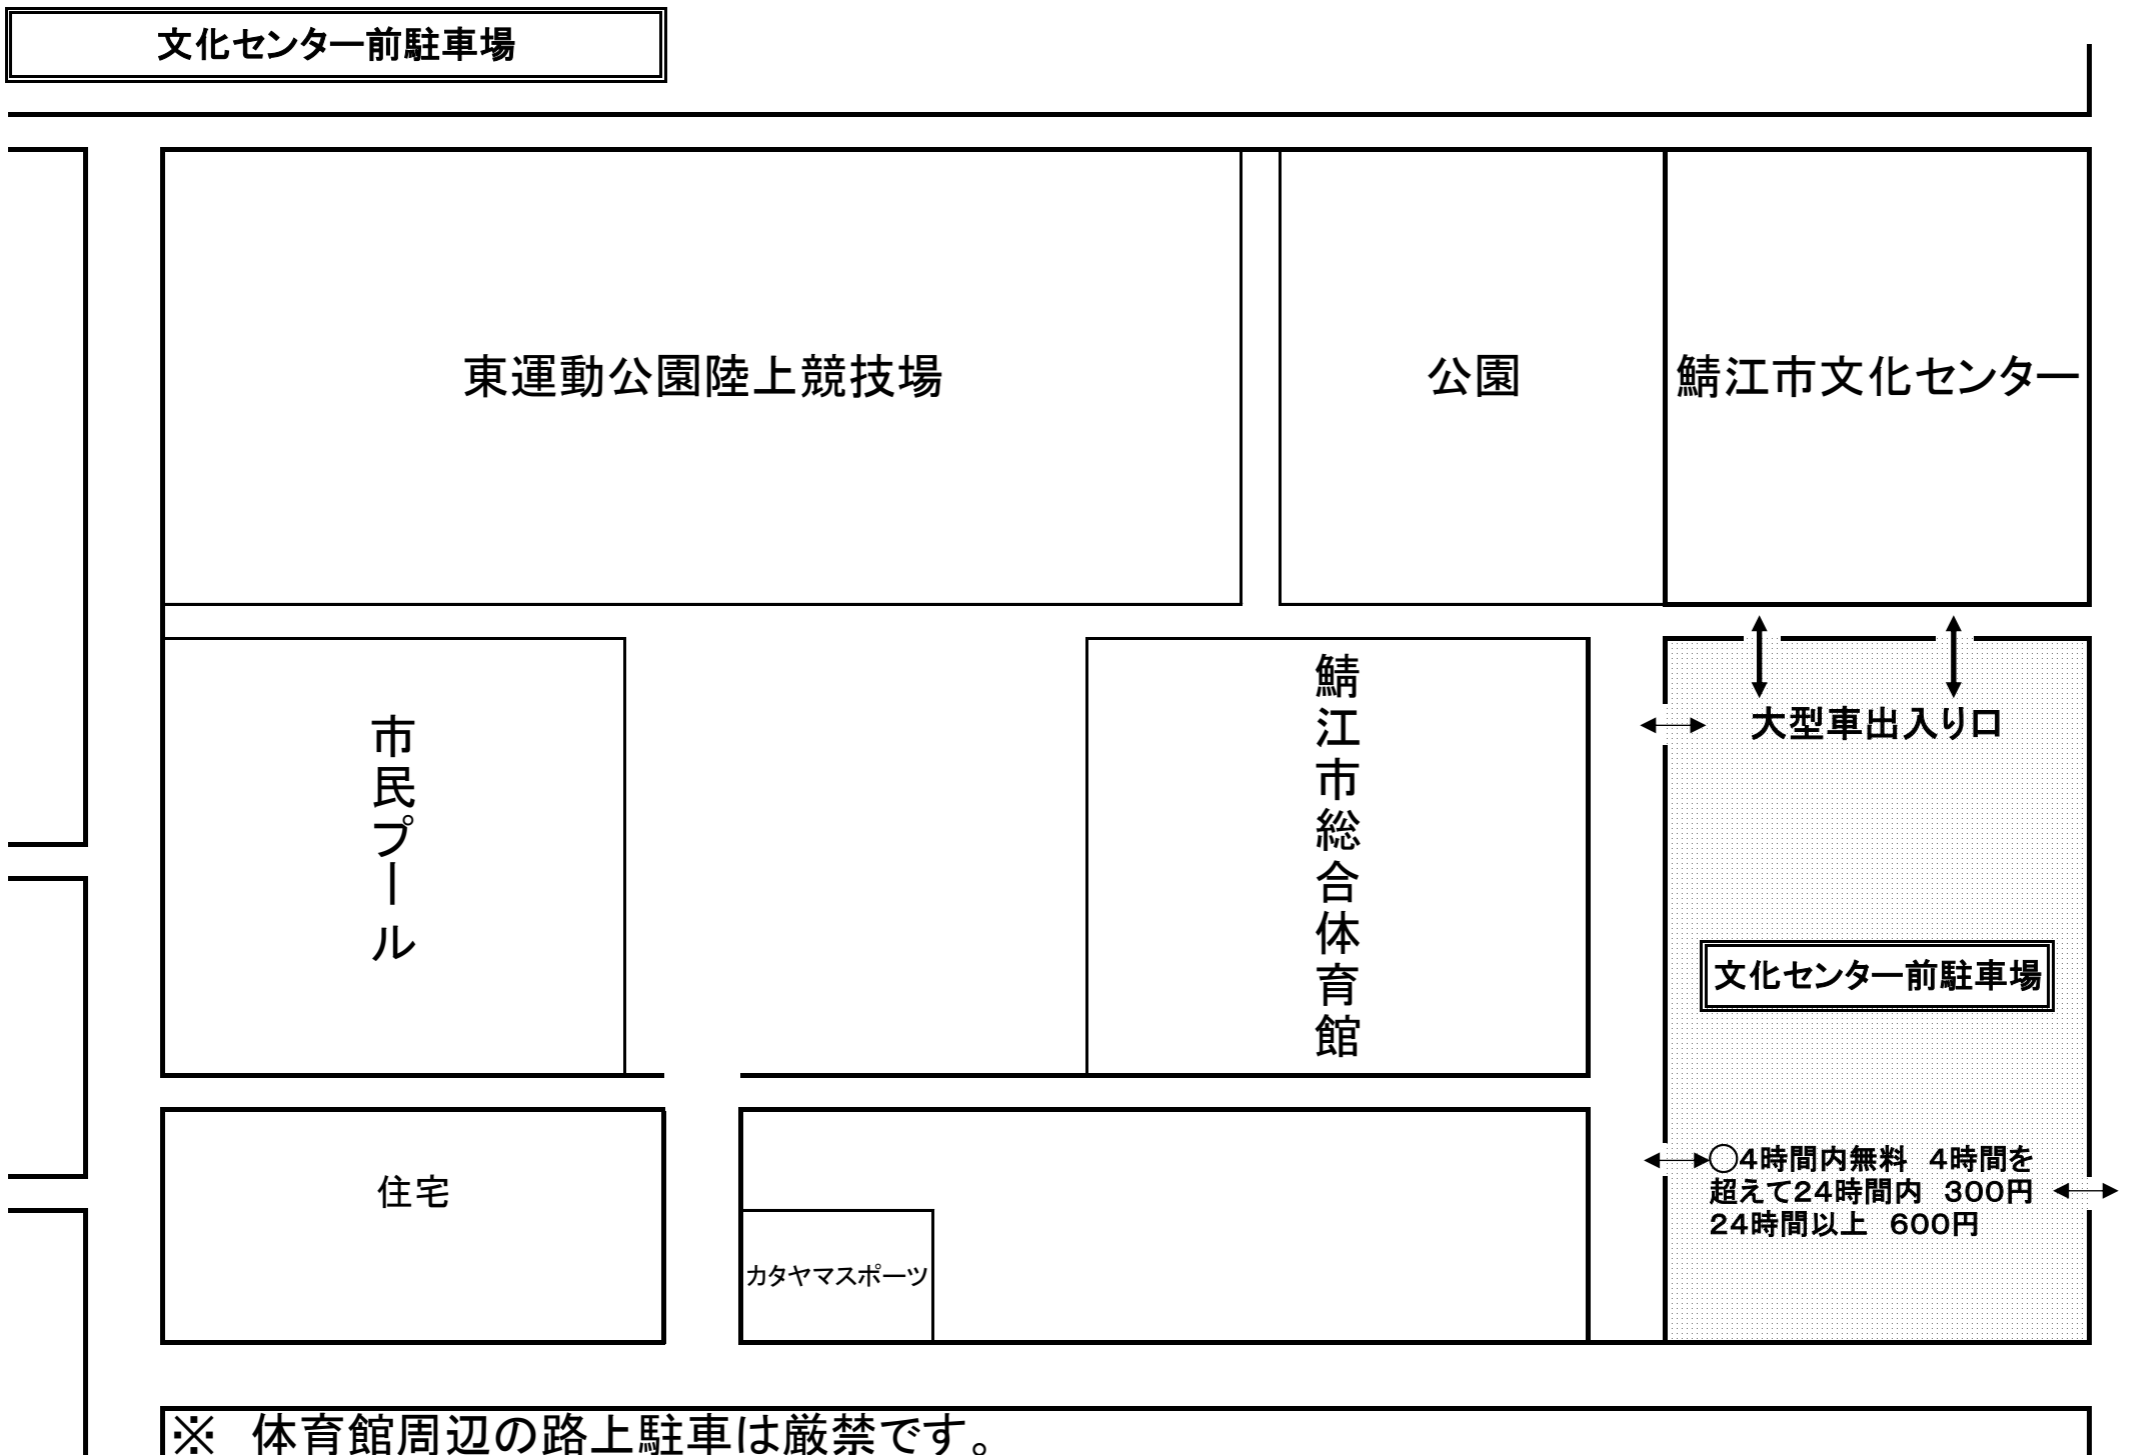 文化センター前駐車場
東運動公園陸上競技場
公園
鯖江市文化センター
市民プール
鯖江市総合体育館
大型車出入り口
文化センター前駐車場
○4時間内無料　4時間を
超えて24時間内　300円
24時間以上　600円
住宅
カタヤマスポーツ
※　体育館周辺の路上駐車は厳禁です。